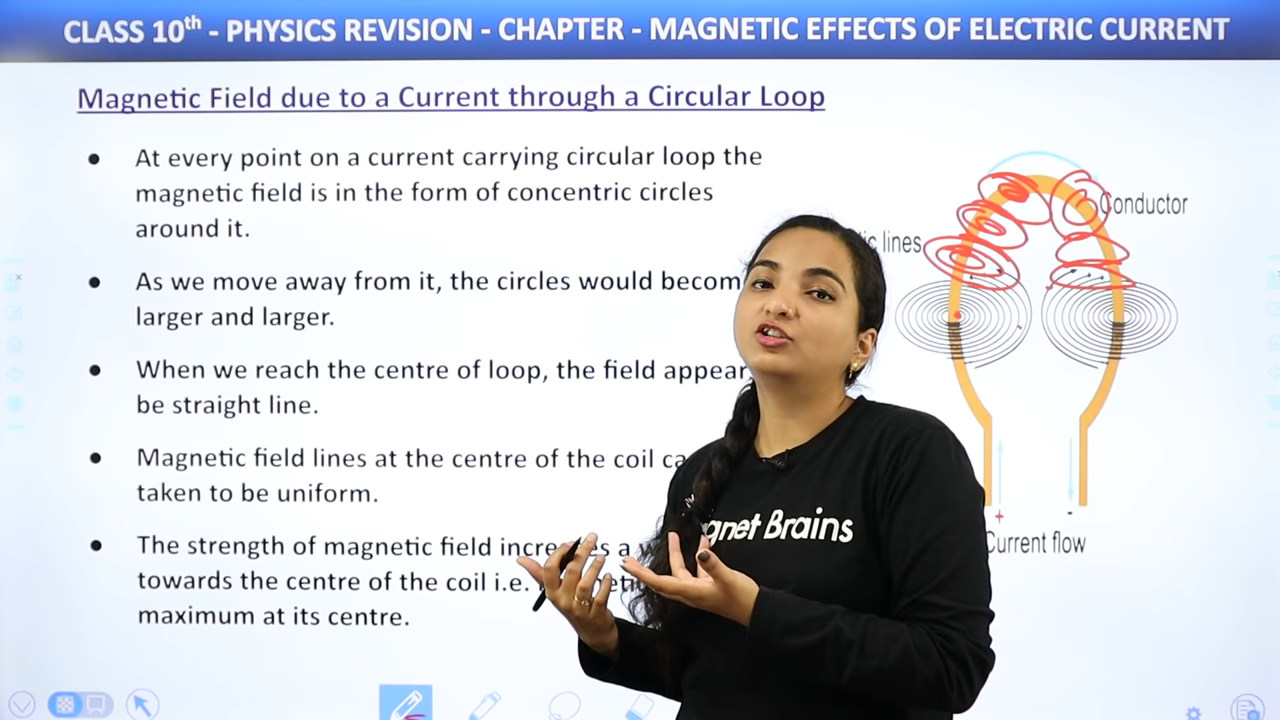 CLASS 10th - PHYSICS REVISION - CHAPTER - MAGNETIC EFFECTS OF ELECTRIC CURRENT
Magnetic Field due to a Current through a Circular Loop
● At every point on a current carrying circular loop the
magnetic field is in the form of concentric circles
around it.
● As we move away from it, the circles would becom
larger and larger.
● When we reach the centre of loop, the field appear
be straight line.
● Magnetic field lines at the centre of the coil ca
taken to be uniform.
● The strength of magnetic field increases a
towards the centre of the coil i.e.
maximum at its centre.
Conductor
lines
+ -
Current flow
gnet Brains